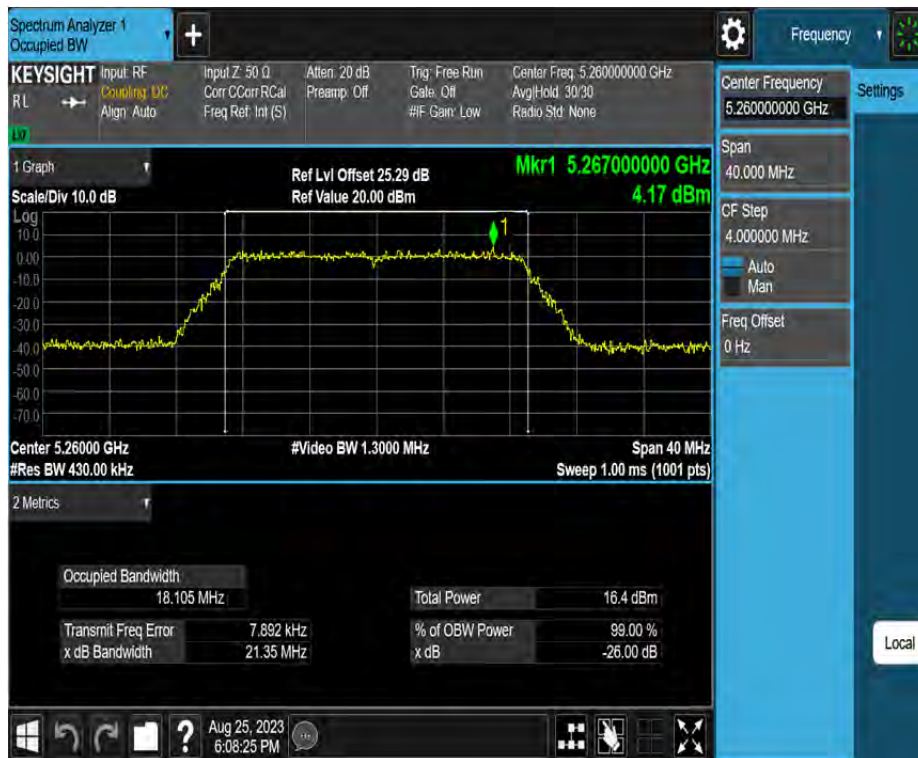 Spectrum Analyzer 1
Occupied BW
Frequency
KEYSIGHT
RL
Input: RF
Coupling: DC
Align: Auto
Input Z: 50 Ω
Corr CCorr RCal
Freq Ref: Int (S)
Atten: 20 dB
Preamp: Off
Trig: Free Run
Gate: Off
#IF Gain: Low
Center Freq: 5.260000000 GHz
Avg|Hold: 30/30
Radio Std: None
Center Frequency
5.260000000 GHz
Settings
Span
40.000 MHz
CF Step
4.000000 MHz
Auto
Man
Freq Offset
0 Hz
Local
1 Graph
Scale/Div 10.0 dB
Ref Lvl Offset 25.29 dB
Ref Value 20.00 dBm
Mkr1 5.267000000 GHz
4.17 dBm
Log
10.0
0.00
-10.0
-20.0
-30.0
-40.0
-50.0
-60.0
-70.0
1
Center 5.26000 GHz
#Video BW 1.3000 MHz
Span 40 MHz
#Res BW 430.00 kHz
Sweep 1.00 ms (1001 pts)
2 Metrics
Occupied Bandwidth
18.105 MHz
Total Power 16.4 dBm
Transmit Freq Error 7.892 kHz
% of OBW Power 99.00 %
x dB Bandwidth 21.35 MHz
x dB -26.00 dB
Aug 25, 2023
6:08:25 PM